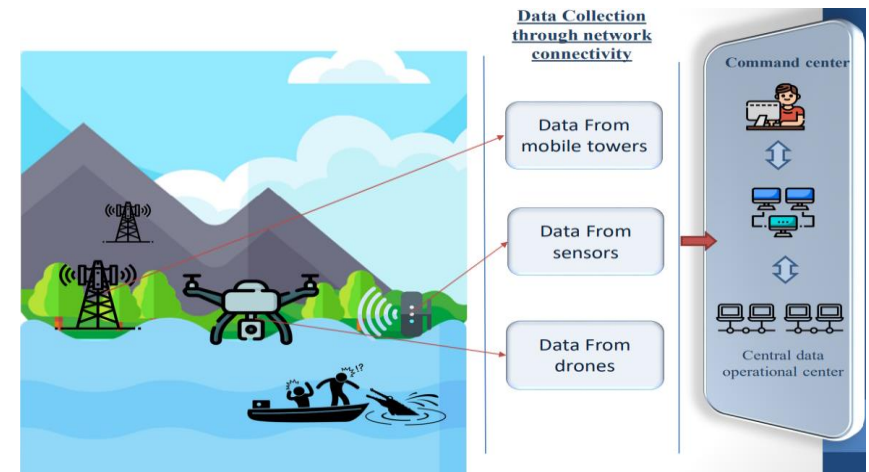 Data Collection
through network
connectivity
Data From
mobile towers
Data From
sensors
Data From
drones
Command center
Central data
operational center
!?